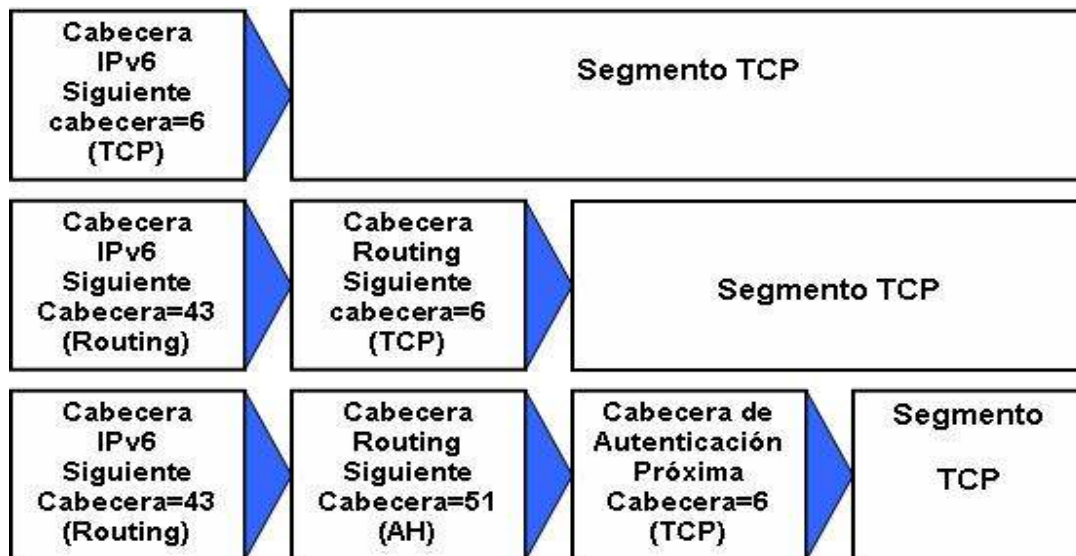 Cabecera
IPv6
Siguiente
cabecera=6
(TCP)
Segmento TCP
Cabecera
IPv6
Siguiente
Cabecera=43
(Routing)
Cabecera
Routing
Siguiente
cabecera=6
(TCP)
Segmento TCP
Cabecera
IPv6
Siguiente
Cabecera=43
(Routing)
Cabecera
Routing
Siguiente
Cabecera=51
(AH)
Cabecera de
Autenticación
Próxima
Cabecera=6
(TCP)
Segmento
TCP